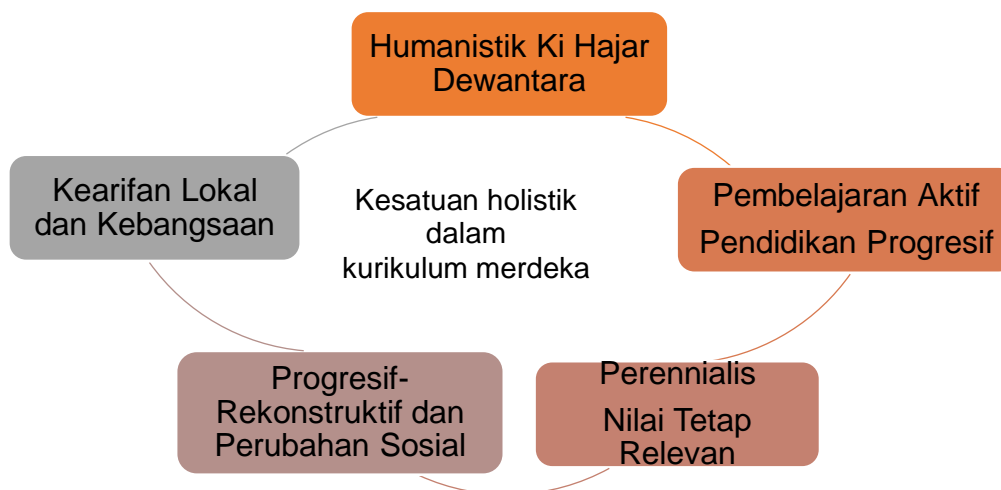 Humanistik Ki Hajar
Dewantara
Kearifan Lokal
dan Kebangsaan
Kesatuan holistik
dalam
kurikulum merdeka
Pembelajaran Aktif
Pendidikan Progresif
Progresif-
Rekonstruktif dan
Perubahan Sosial
Perennialis
Nilai Tetap
Relevan